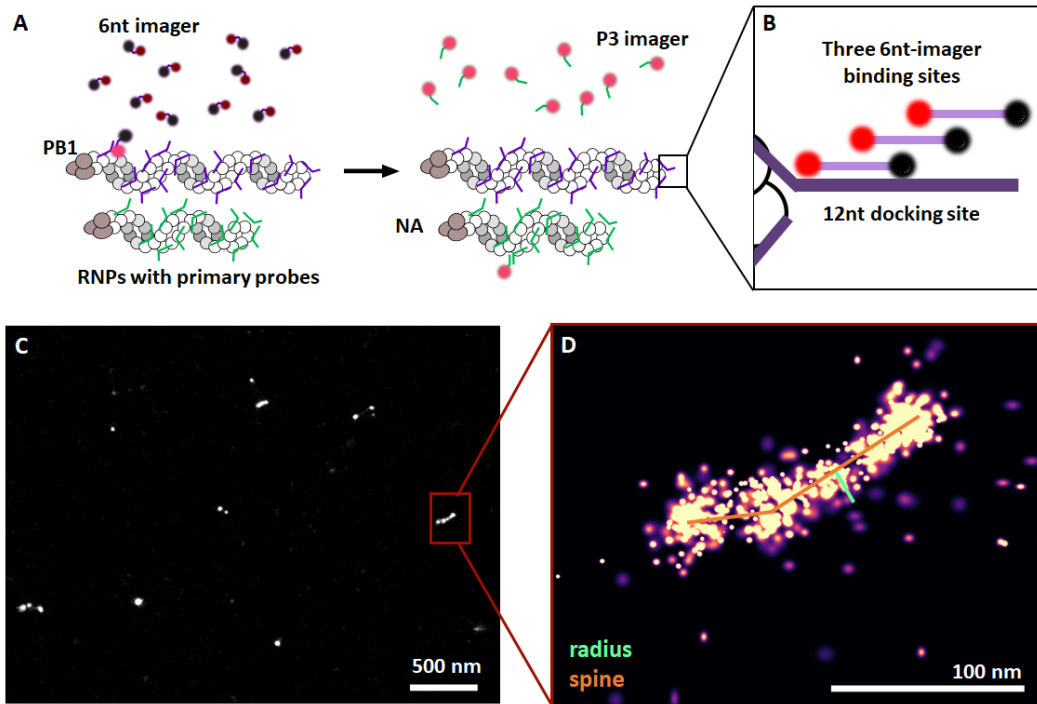 A
6nt imager
P3 imager
PB1
NA
RNPs with primary probes
B
Three 6nt-imager
binding sites
12nt docking site
C
500 nm
D
radius
spine
100 nm